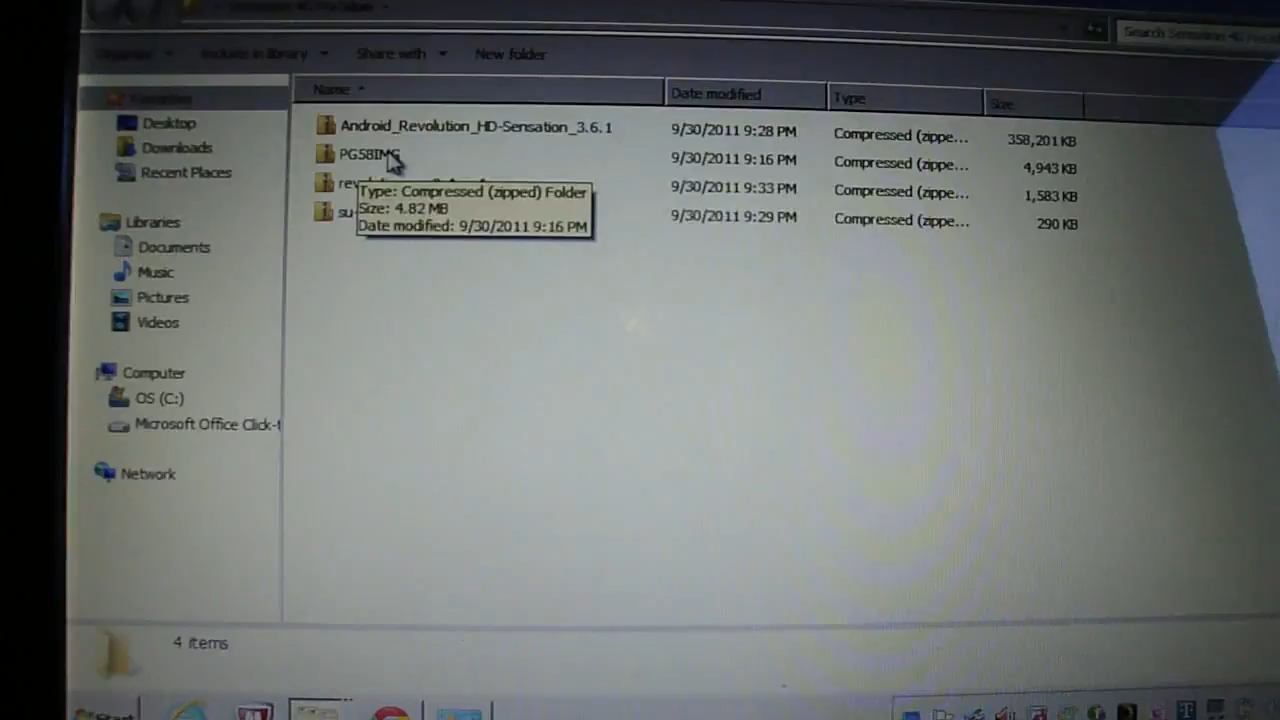 Include in library Share with New folder
Name Date modified Type Size
Favorites
Desktop
Downloads
Recent Places
Libraries
Documents
Music
Pictures
Videos
Computer
OS (C:)
Microsoft Office Click-t
Network
Android_Revolution_HD-Sensation_3.6.1 9/30/2011 9:28 PM Compressed (zippe... 358,201 KB
PG58IMG 9/30/2011 9:16 PM Compressed (zippe... 4,943 KB
9/30/2011 9:33 PM Compressed (zippe... 1,583 KB
su 9/30/2011 9:29 PM Compressed (zippe... 290 KB
Type: Compressed (zipped) Folder
Size: 4.82 MB
Date modified: 9/30/2011 9:16 PM
4 items
Start